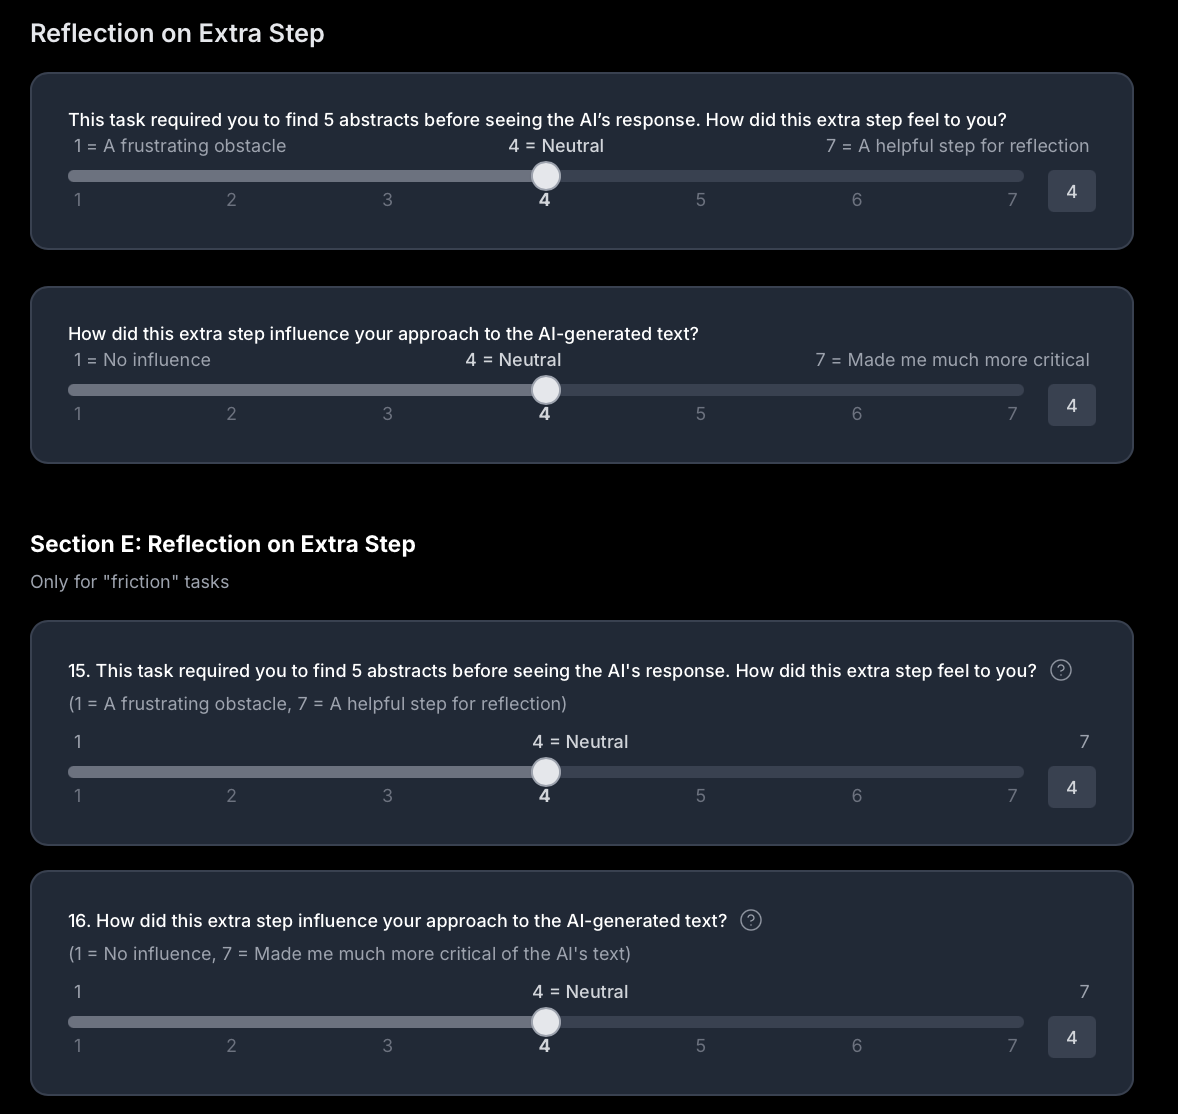 Reflection on Extra Step
This task required you to find 5 abstracts before seeing the AI’s response. How did this extra step feel to you?
1 = A frustrating obstacle 4 = Neutral 7 = A helpful step for reflection
1 2 3 4 5 6 7 4
How did this extra step influence your approach to the AI-generated text?
1 = No influence 4 = Neutral 7 = Made me much more critical
1 2 3 4 5 6 7 4
Section E: Reflection on Extra Step
Only for "friction" tasks
15. This task required you to find 5 abstracts before seeing the AI's response. How did this extra step feel to you? ?
(1 = A frustrating obstacle, 7 = A helpful step for reflection)
1 4 = Neutral 7
1 2 3 4 5 6 7 4
16. How did this extra step influence your approach to the AI-generated text? ?
(1 = No influence, 7 = Made me much more critical of the AI's text)
1 4 = Neutral 7
1 2 3 4 5 6 7 4